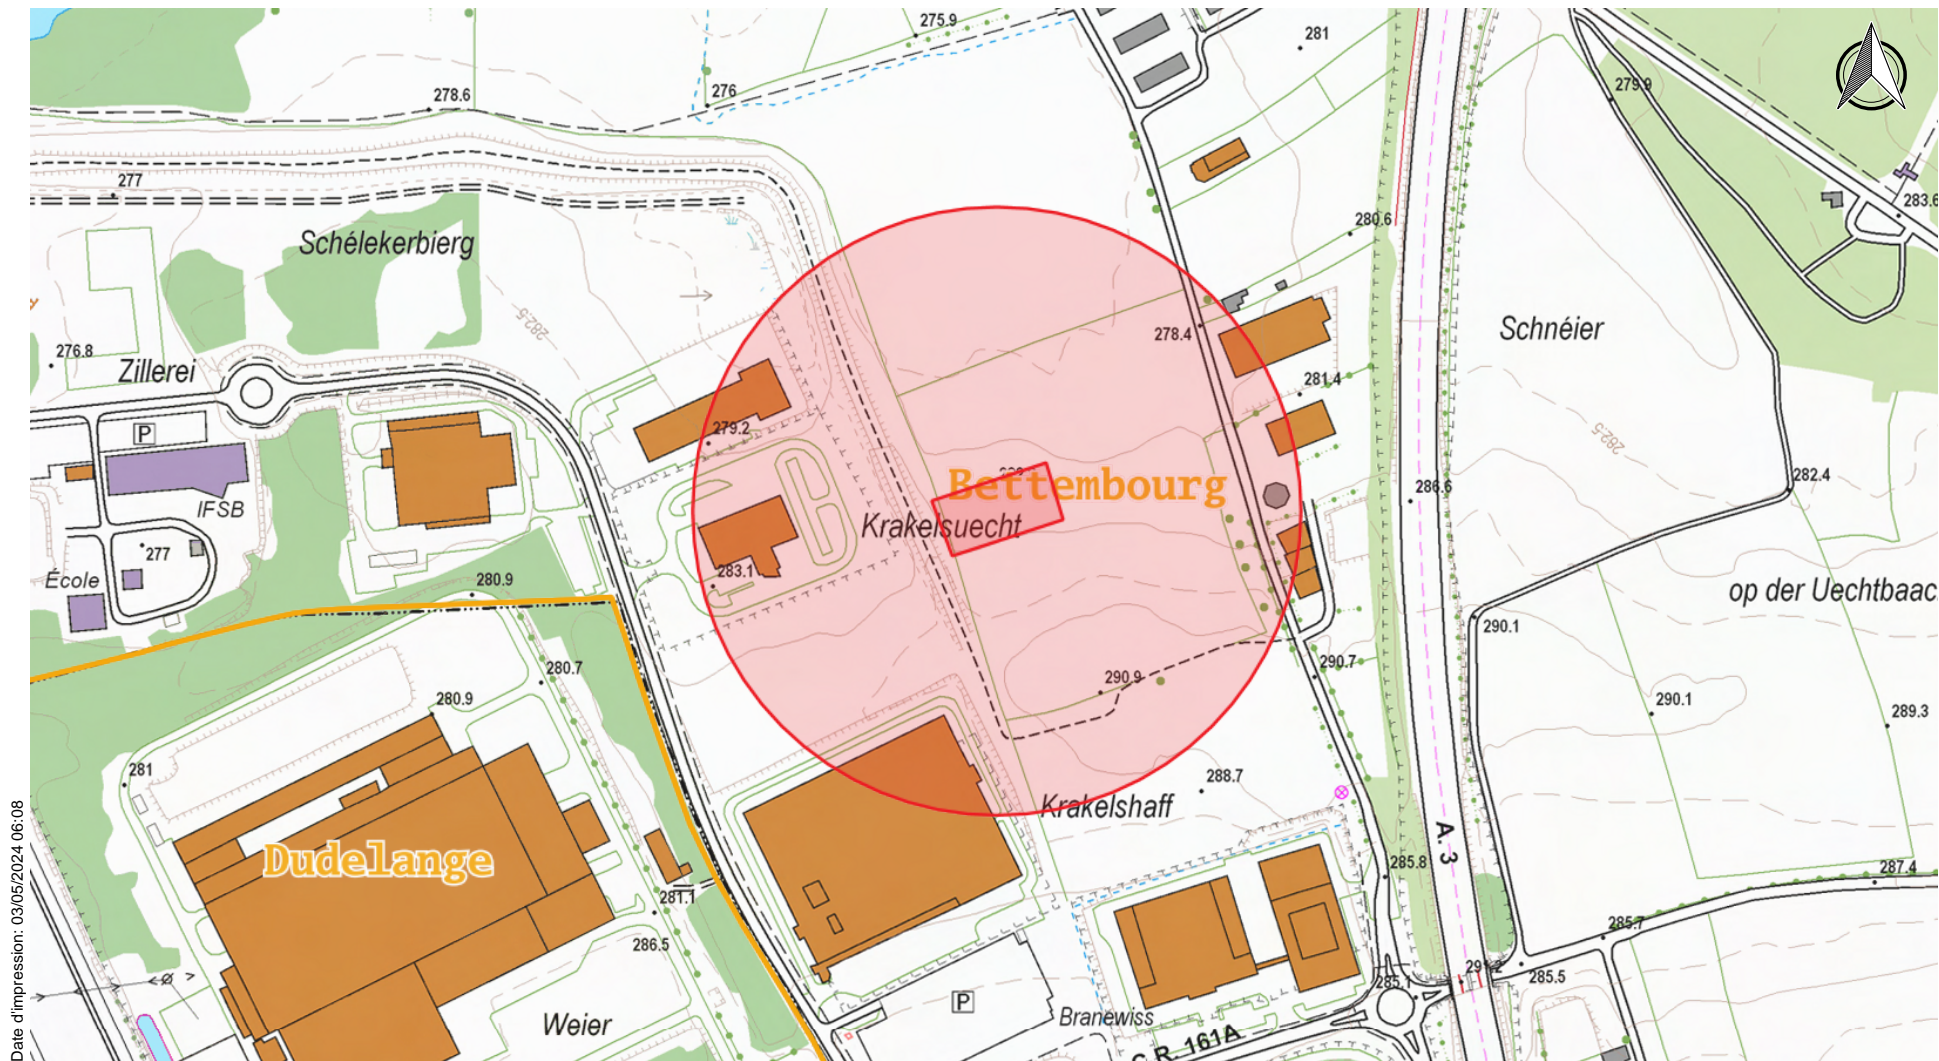 275.9
281
276
278.6
279.9
277
283.6
280.6
Schélekerbierg
282.5
278.4
Schnéier
276.8
Zillerei
281.4
279.2
282.5
P
282.4
Bettembourg
286.6
IFSB
Krakelsuecht
277
École
280.9
283.1
op der Uechtbaac
290.1
280.7
290.7
290.9
280.9
290.1
289.3
281
288.7
Krakelshaff
A. 3
Dudelange
285.8
287.4
281.1
285.7
286.5
291.2
285.5
285.1
P
Weier
Branewiss
C.R. 161A
Date d'impression: 03/05/2024 06:08